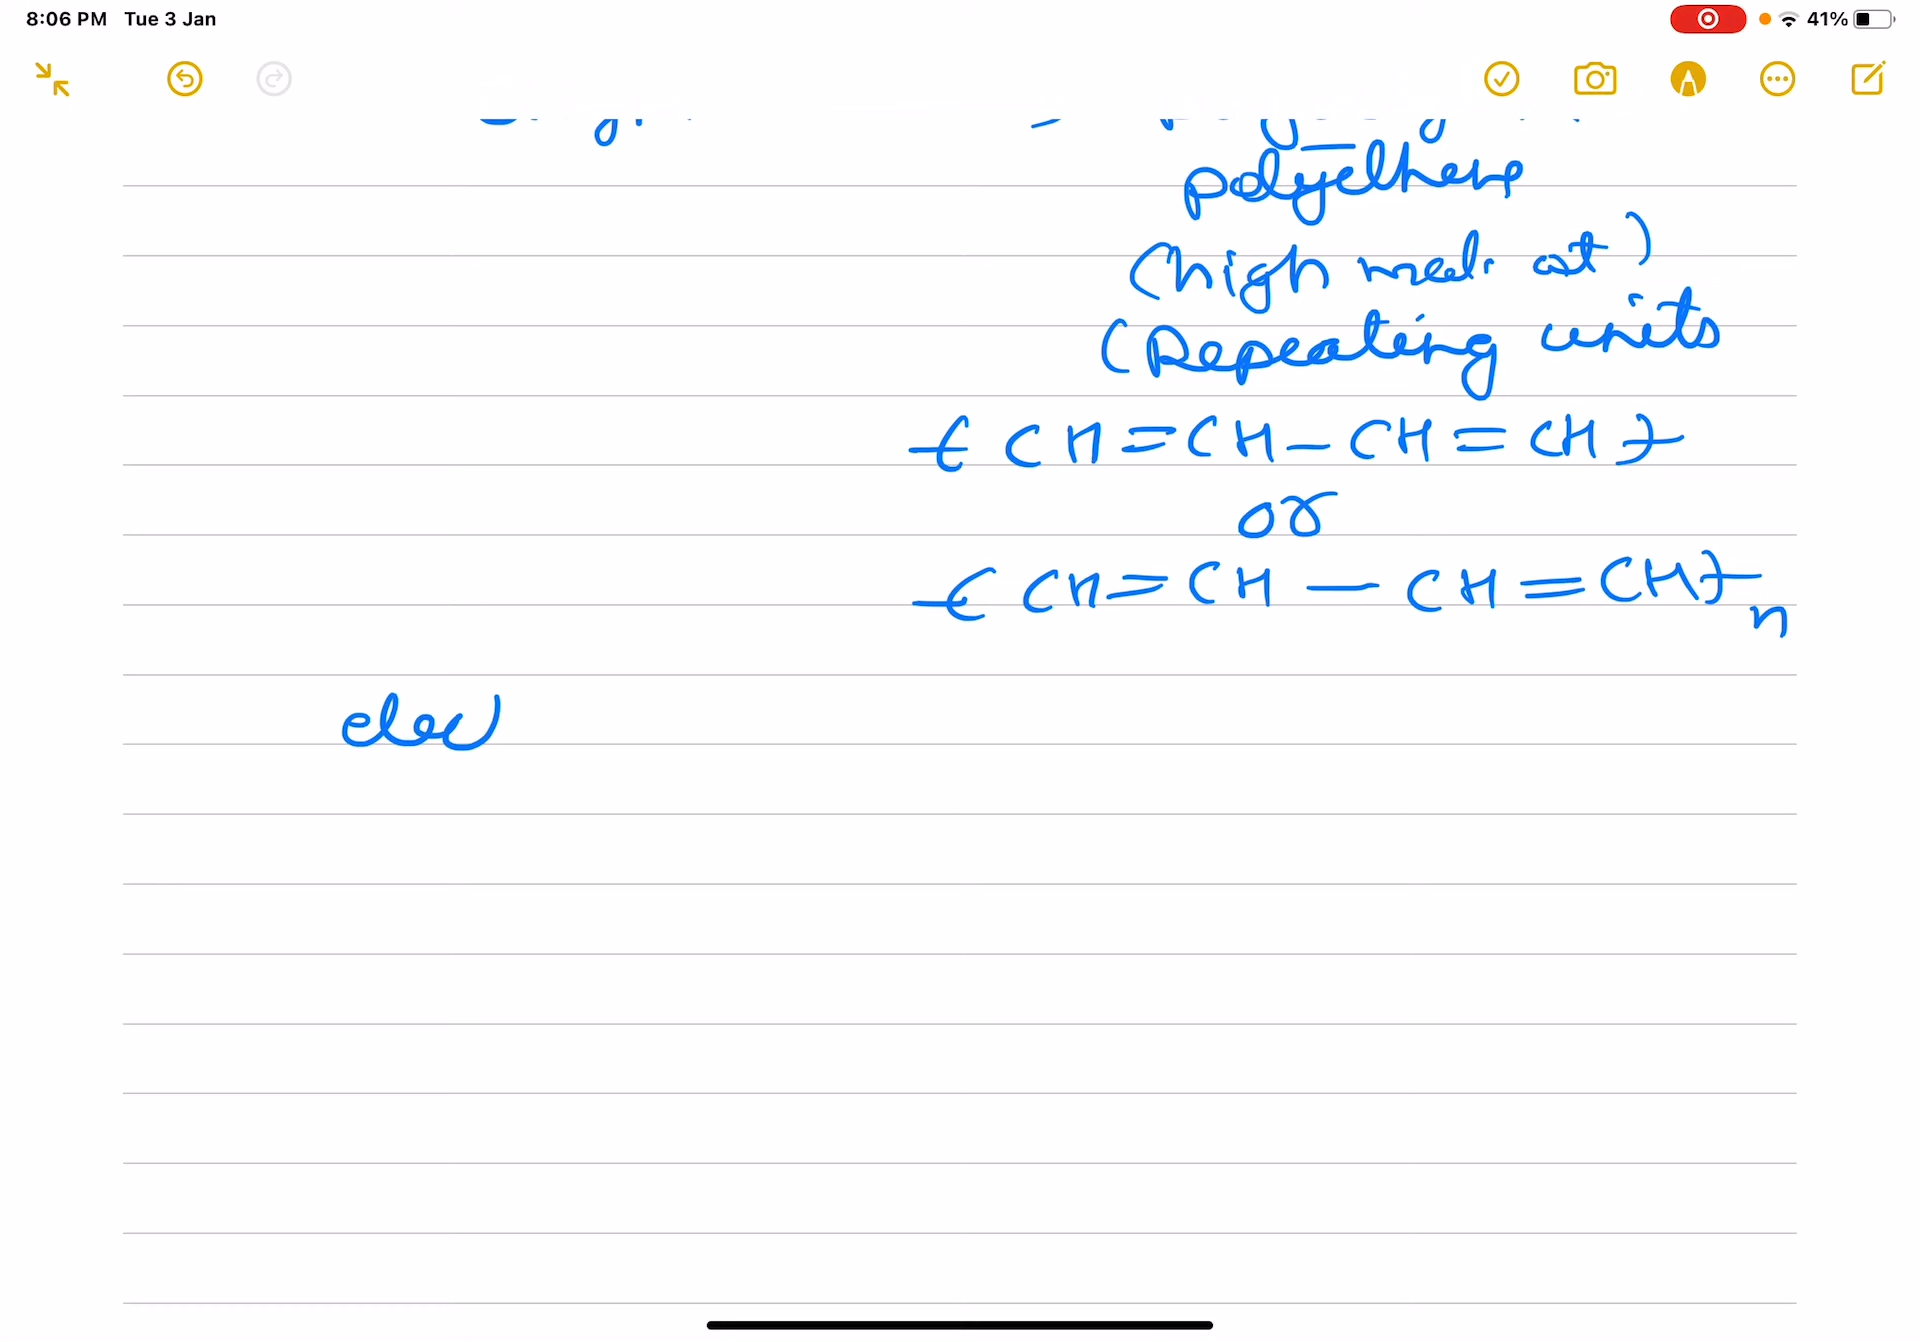 8:06 PM Tue 3 Jan 41%
polyethene
(high mol. wt)
(Repeating units
-( CH=CH-CH=CH )-
or
-( CH=CH-CH=CH )-n